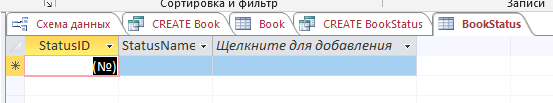 Сортировка и фильтр Записи
Схема данных CREATE Book Book CREATE BookStatus BookStatus
StatusID StatusName Щелкните для добавления
* (№)